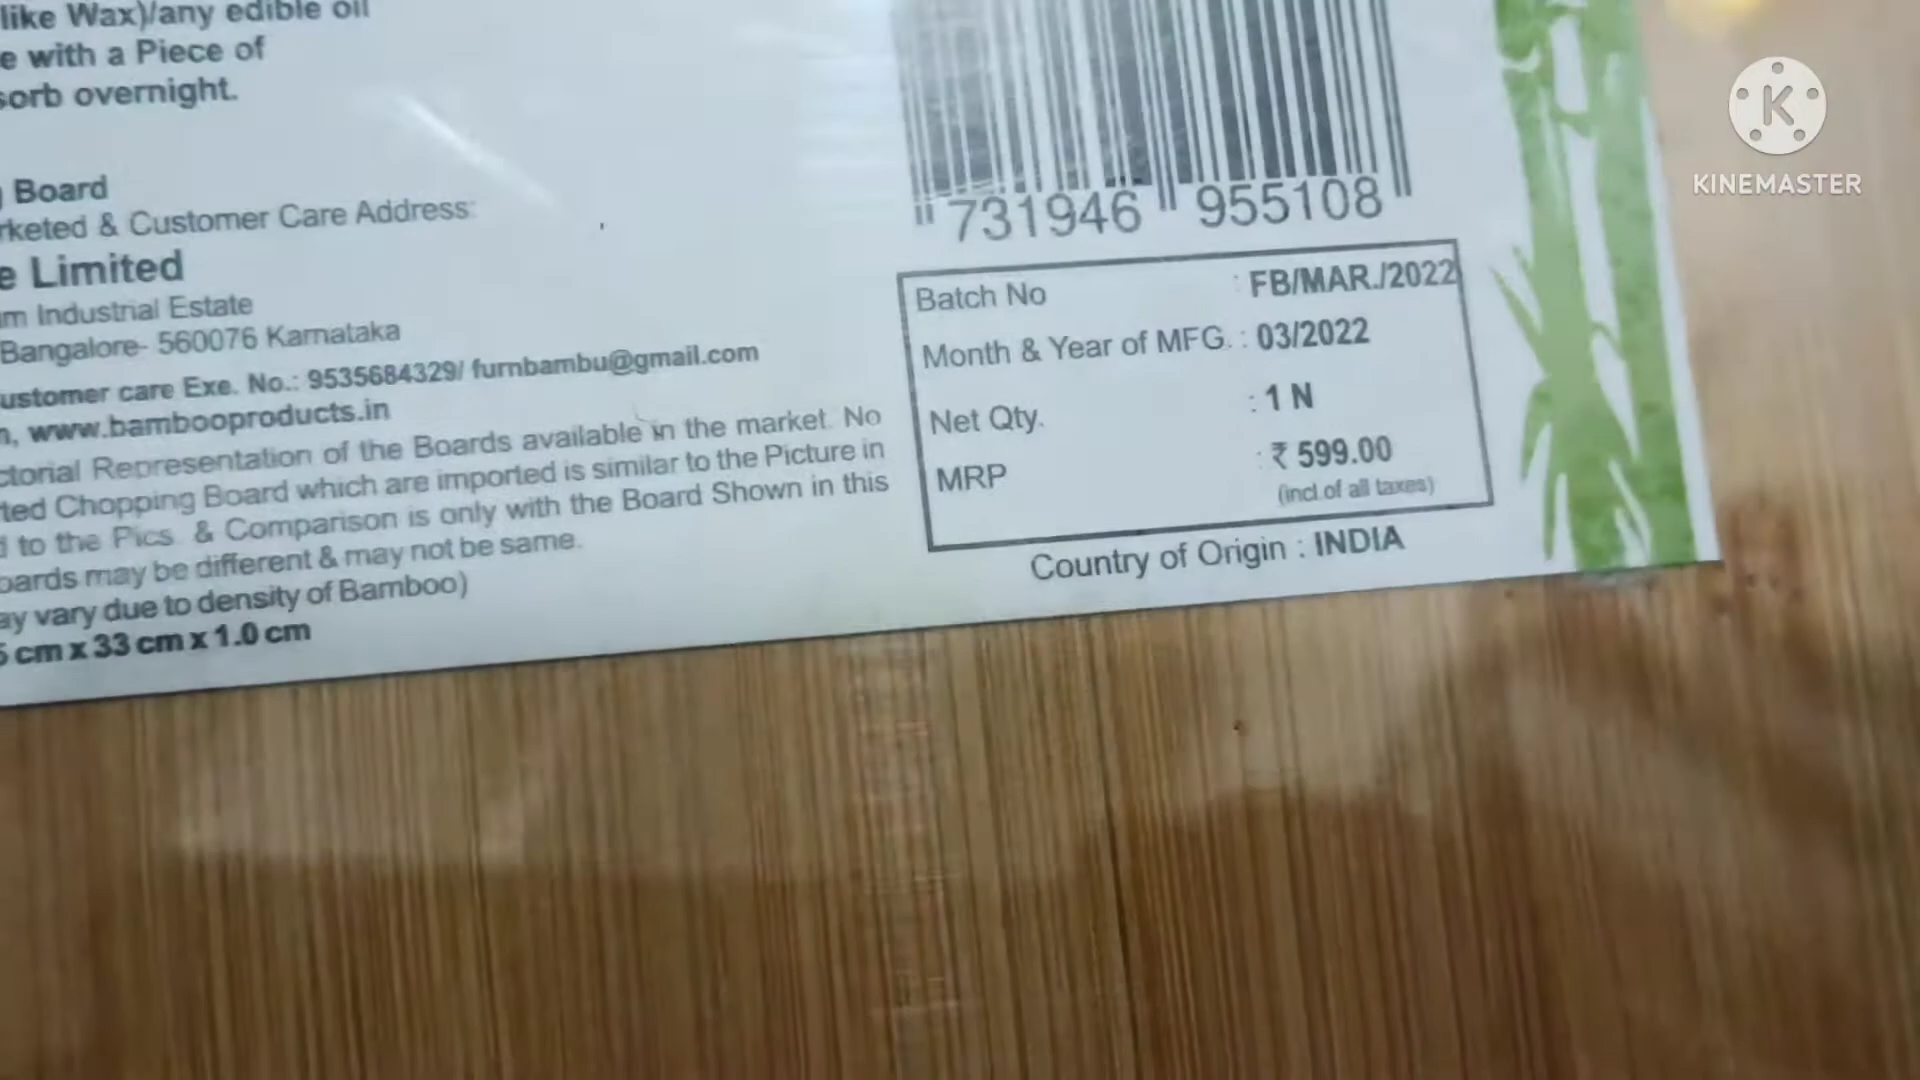 like Wax)/any edible oil
e with a Piece of
sorb overnight.
Board
rketed & Customer Care Address:
e Limited
m Industrial Estate
Bangalore- 560076 Karnataka
ustomer care Exe. No.: 9535684329/ furnbambu@gmail.com
n, www.bambooproducts.in
ctorial Representation of the Boards available in the market. No
ted Chopping Board which are imported is similar to the Picture in
d to the Pics. & Comparison is only with the Board Shown in this
oards may be different & may not be same.
ay vary due to density of Bamboo)
5 cm x 33 cm x 1.0 cm
731946 955108
Batch No : FB/MAR./2022
Month & Year of MFG. : 03/2022
Net Qty. : 1 N
MRP : ₹ 599.00
(incl.of all taxes)
Country of Origin : INDIA
K
KINEMASTER